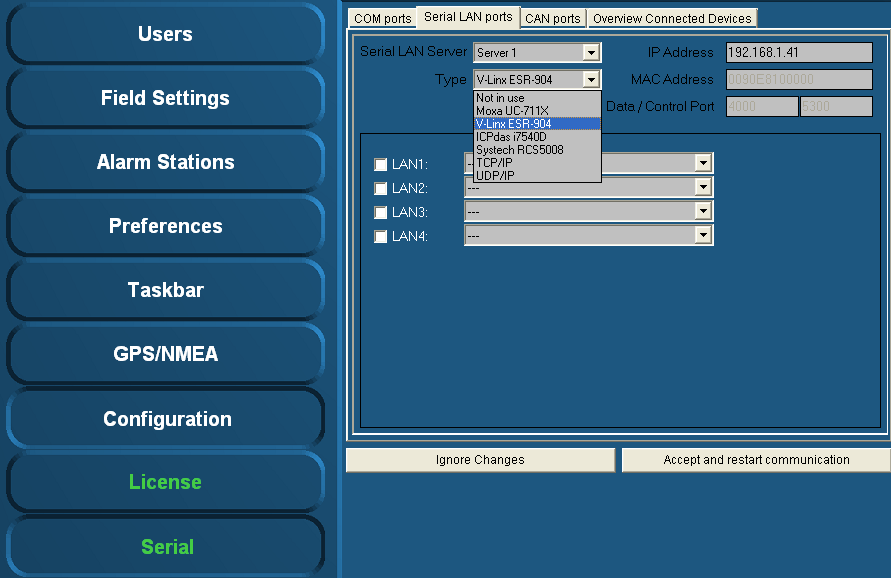 Users
Field Settings
Alarm Stations
Preferences
Taskbar
GPS/NMEA
Configuration
License
Serial
COM ports Serial LAN ports CAN ports Overview Connected Devices
Serial LAN Server Server 1 IP Address 192.168.1.41
Type V-Linx ESR-904 MAC Address 0090E8100000
Data / Control Port 4000 5300
Not in use
Moxa UC-711X
V-Linx ESR-904
ICPdas i7540D
Systech RCS5008
TCP/IP
UDP/IP
LAN1: --
LAN2: ---
LAN3: ---
LAN4: ---
Ignore Changes Accept and restart communication